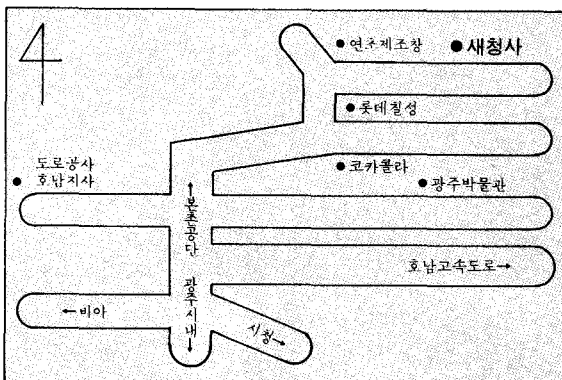 연초제조창
새청사
롯데칠성
도로공사
호남지사
코카콜라
광주박물관
←본촌공단
호남고속도로→
광주시내→
←비아
시청→